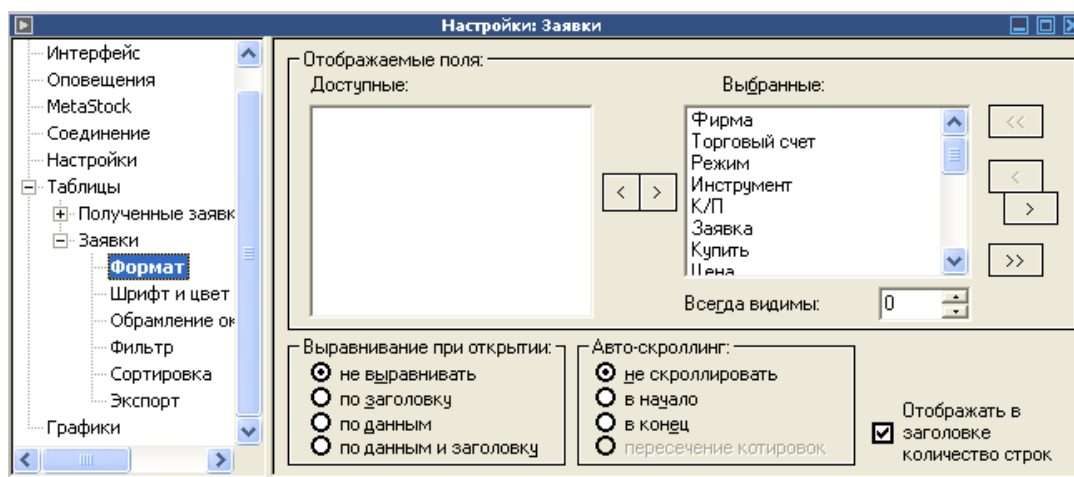 Настройки: Заявки
Интерфейс
Оповещения
MetaStock
Соединение
Настройки
Таблицы
Полученные заявк
Заявки
Формат
Шрифт и цвет
Обрамление ок
Фильтр
Сортировка
Экспорт
Графики
Отображаемые поля:
Доступные:
< >
Выбранные:
Фирма
Торговый счет
Режим
Инструмент
К/П
Заявка
Купить
Цена
<<
<
>
>>
Всегда видимы: 0
Выравнивание при открытии:
не выравнивать
по заголовку
по данным
по данным и заголовку
Авто-скроллинг:
не скроллировать
в начало
в конец
пересечение котировок
Отображать в
заголовке
количество строк